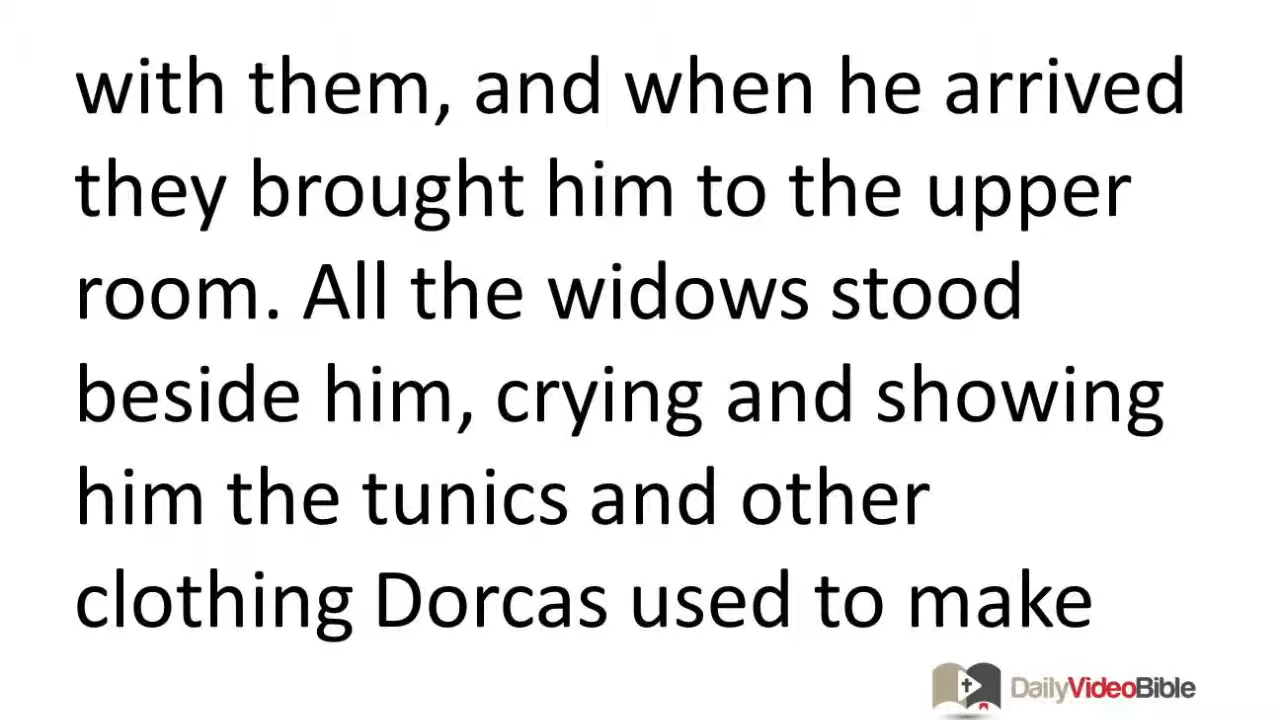 with them, and when he arrived
they brought him to the upper
room. All the widows stood
beside him, crying and showing
him the tunics and other
clothing Dorcas used to make
DailyVideoBible